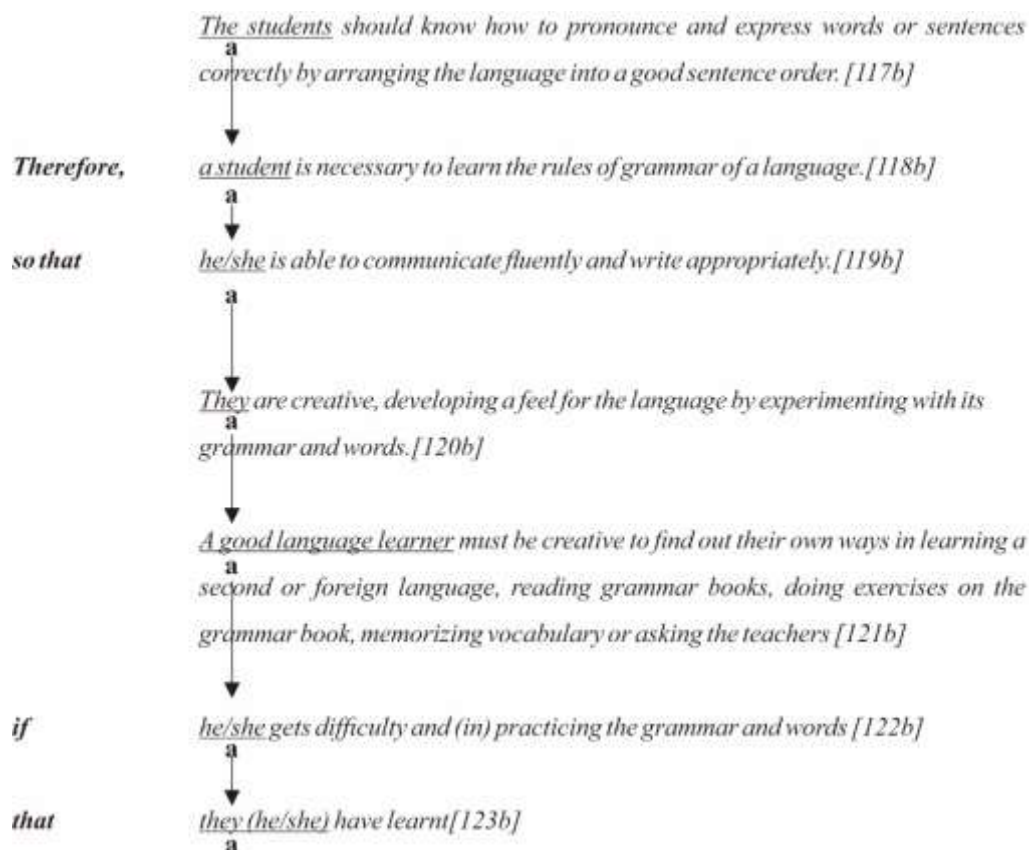 The students should know how to pronounce and express words or sentences
a
correctly by arranging the language into a good sentence order. [117b]
Therefore, a student is necessary to learn the rules of grammar of a language.[118b]
a
so that he/she is able to communicate fluently and write appropriately.[119b]
a
They are creative, developing a feel for the language by experimenting with its
a
grammar and words.[120b]
A good language learner must be creative to find out their own ways in learning a
a
second or foreign language, reading grammar books, doing exercises on the
grammar book, memorizing vocabulary or asking the teachers [121b]
if he/she gets difficulty and (in) practicing the grammar and words [122b]
a
that they (he/she) have learnt[123b]
a